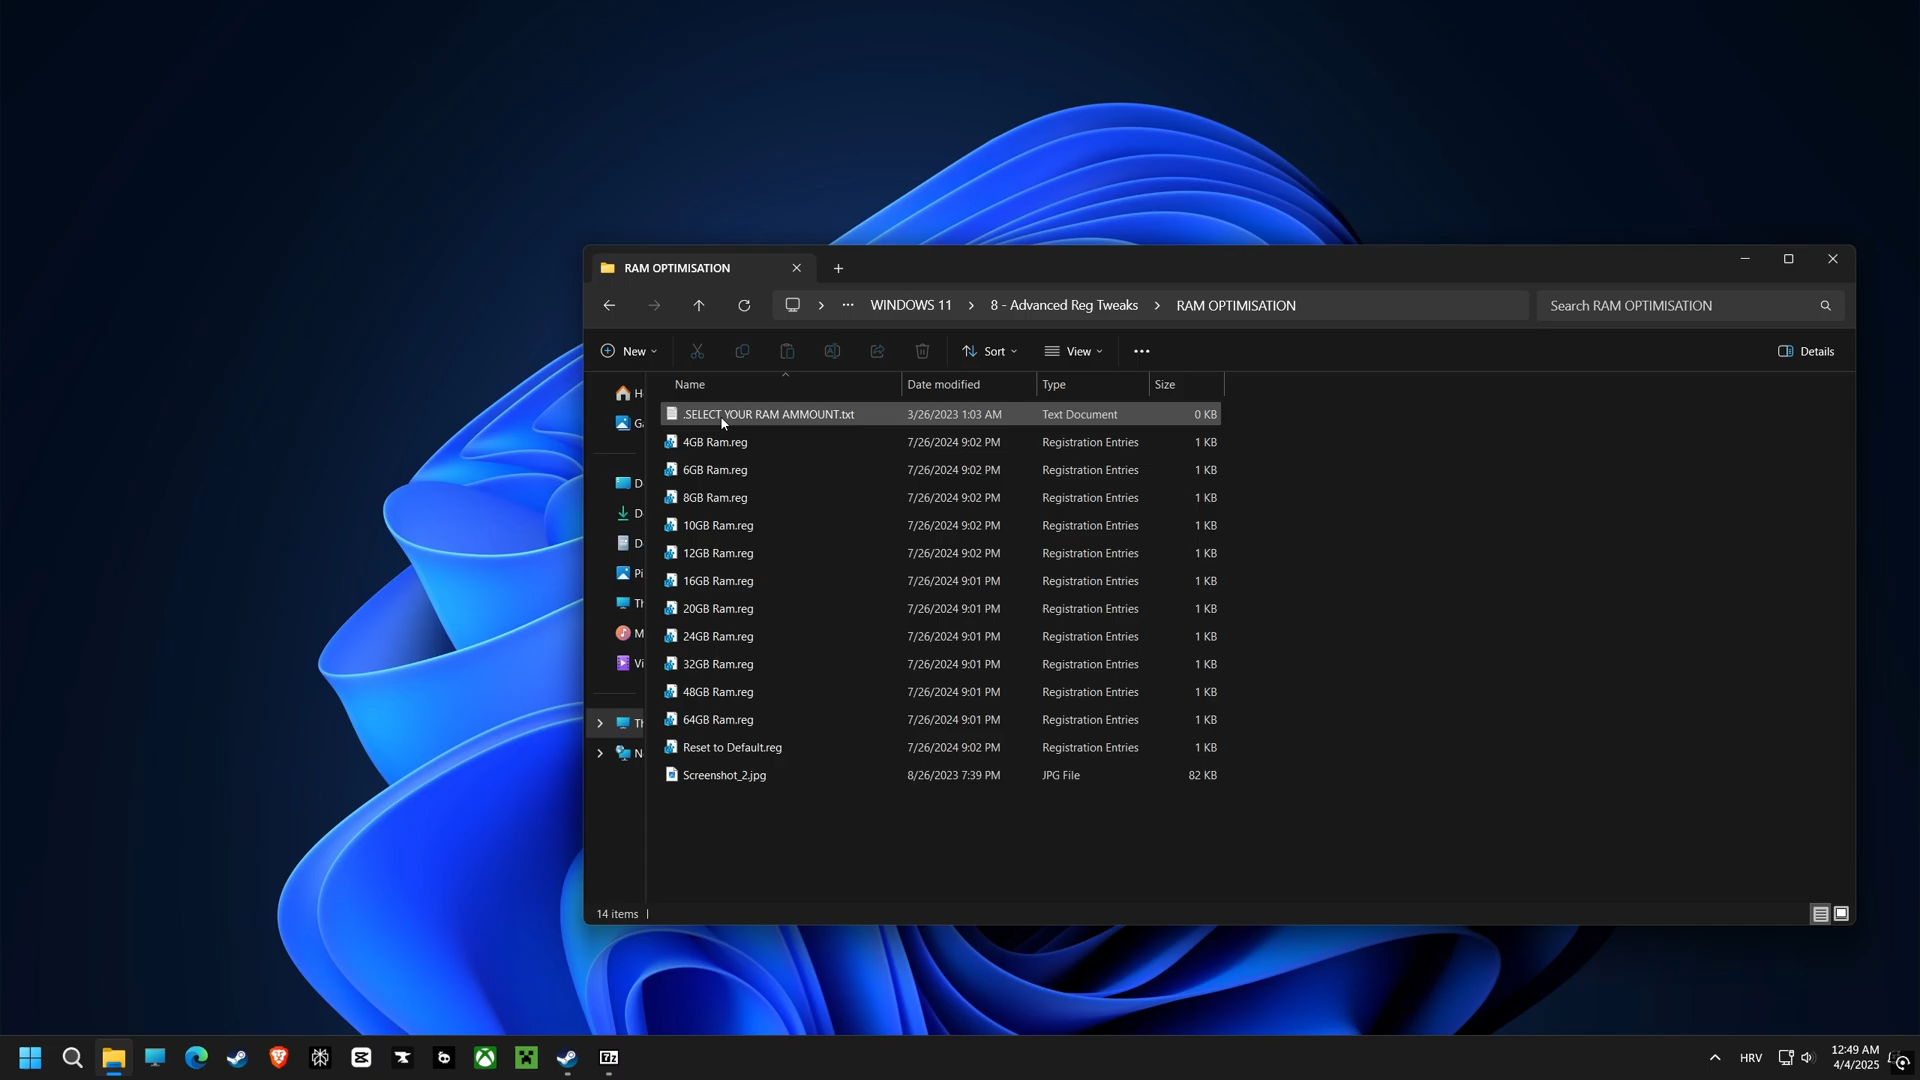 RAM OPTIMISATION
WINDOWS 11 > 8 - Advanced Reg Tweaks > RAM OPTIMISATION
Search RAM OPTIMISATION
New
Sort
View
Details
Name Date modified Type Size
.SELECT YOUR RAM AMMOUNT.txt 3/26/2023 1:03 AM Text Document 0 KB
4GB Ram.reg 7/26/2024 9:02 PM Registration Entries 1 KB
6GB Ram.reg 7/26/2024 9:02 PM Registration Entries 1 KB
8GB Ram.reg 7/26/2024 9:02 PM Registration Entries 1 KB
10GB Ram.reg 7/26/2024 9:02 PM Registration Entries 1 KB
12GB Ram.reg 7/26/2024 9:02 PM Registration Entries 1 KB
16GB Ram.reg 7/26/2024 9:01 PM Registration Entries 1 KB
20GB Ram.reg 7/26/2024 9:01 PM Registration Entries 1 KB
24GB Ram.reg 7/26/2024 9:01 PM Registration Entries 1 KB
32GB Ram.reg 7/26/2024 9:01 PM Registration Entries 1 KB
48GB Ram.reg 7/26/2024 9:01 PM Registration Entries 1 KB
64GB Ram.reg 7/26/2024 9:01 PM Registration Entries 1 KB
Reset to Default.reg 7/26/2024 9:02 PM Registration Entries 1 KB
Screenshot_2.jpg 8/26/2023 7:39 PM JPG File 82 KB
H
G
D
D
D
Pi
Th
M
Vi
Th
N
14 items
7z
HRV
12:49 AM
4/4/2025